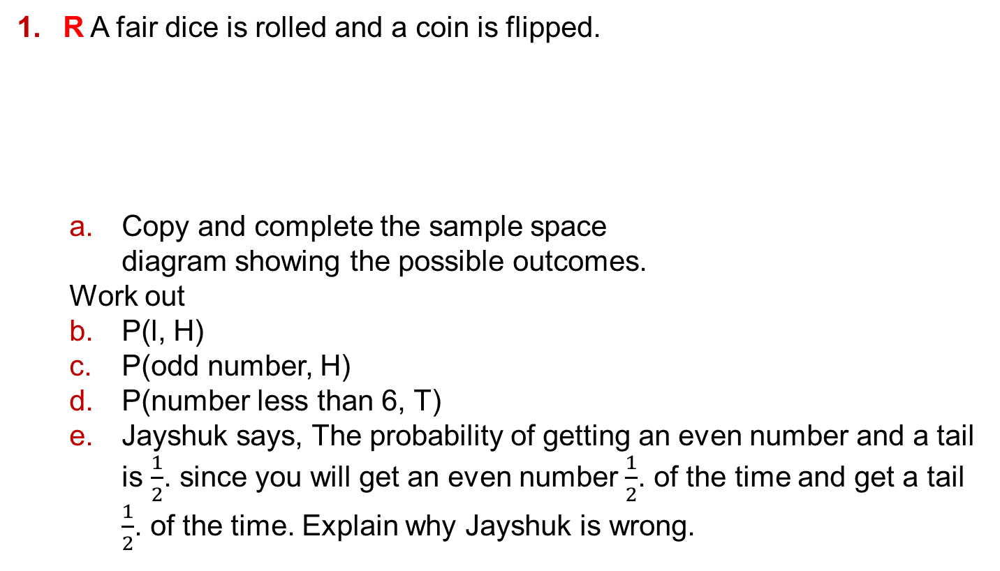 1. R A fair dice is rolled and a coin is flipped.
a. Copy and complete the sample space
diagram showing the possible outcomes.
Work out
b. P(l, H)
c. P(odd number, H)
d. P(number less than 6, T)
e. Jayshuk says, The probability of getting an even number and a tail
is 1/2. since you will get an even number 1/2. of the time and get a tail
1/2. of the time. Explain why Jayshuk is wrong.